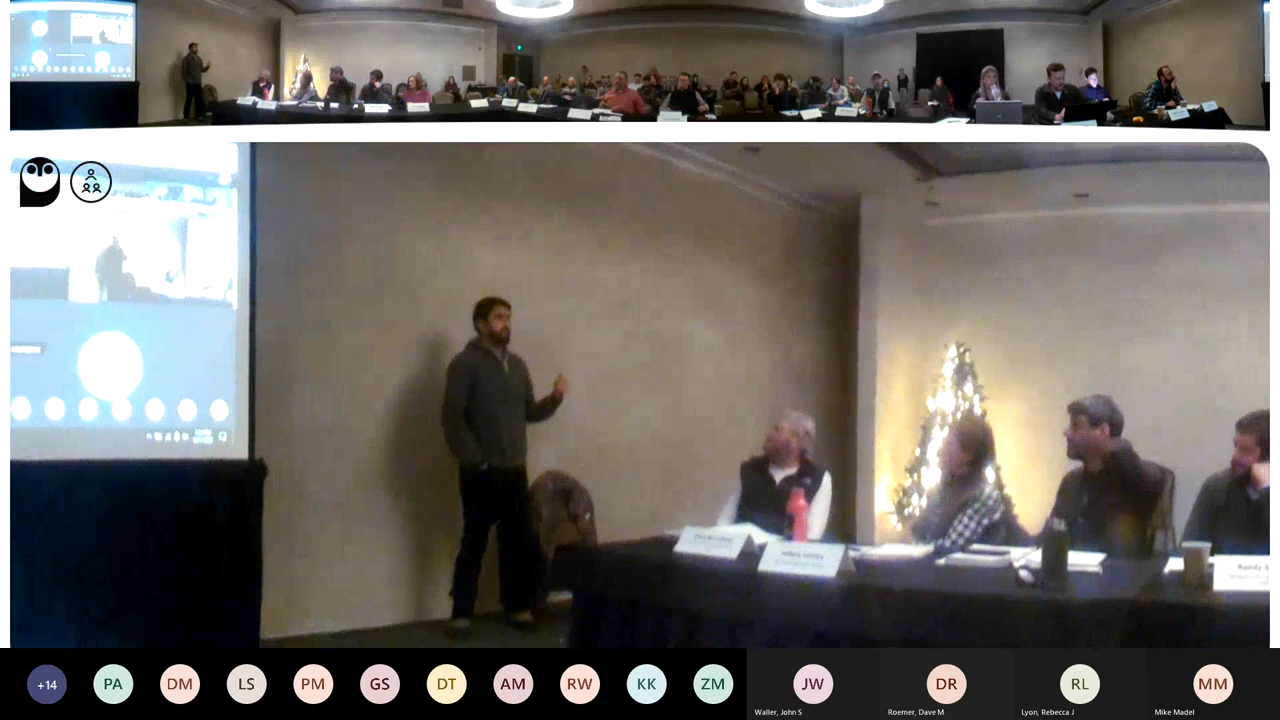 +14
PA
DM
LS
PM
GS
DT
AM
RW
KK
ZM
JW
DR
RL
MM
Waller, John S
Roemer, Dave M
Lyon, Rebecca J
Mike Madel